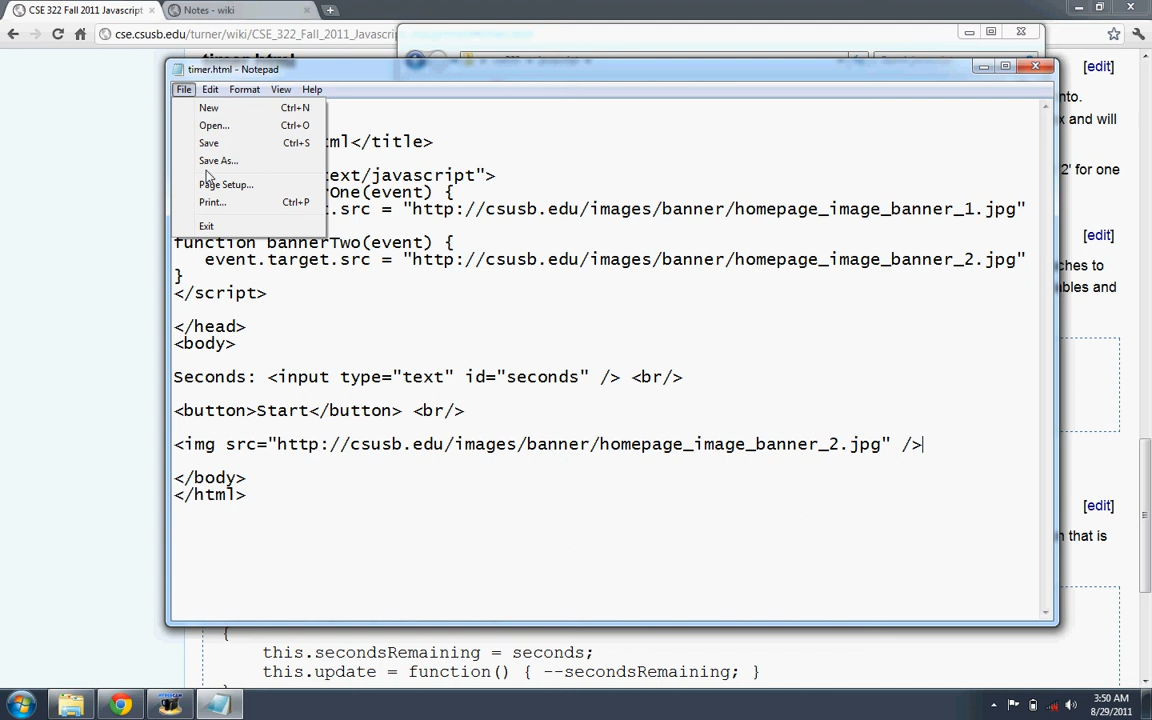 CSE 322 Fall 2011 Javascript
Notes - wiki
cse.csusb.edu/turner/wiki/CSE_322_Fall_2011_Javascri
timer.html
[edit]
timer.html - Notepad
File Edit Format View Help
nto.
New Ctrl+N
x and will
Open... Ctrl+O
Save Ctrl+S
ml</title>
Save As...
2' for one
ext/javascript">
Page Setup...
One(event) {
Print... Ctrl+P
.src = "http://csusb.edu/images/banner/homepage_image_banner_1.jpg"
Exit
[edit]
function bannerTwo(event) {
event.target.src = "http://csusb.edu/images/banner/homepage_image_banner_2.jpg"
ches to
}
bles and
</script>
</head>
<body>
Seconds: <input type="text" id="seconds" /> <br/>
<button>Start</button> <br/>
<img src="http://csusb.edu/images/banner/homepage_image_banner_2.jpg" />
</body>
</html>
[edit]
n that is
{
this.secondsRemaining = seconds;
this.update = function() { --secondsRemaining; }
3:50 AM
8/29/2011